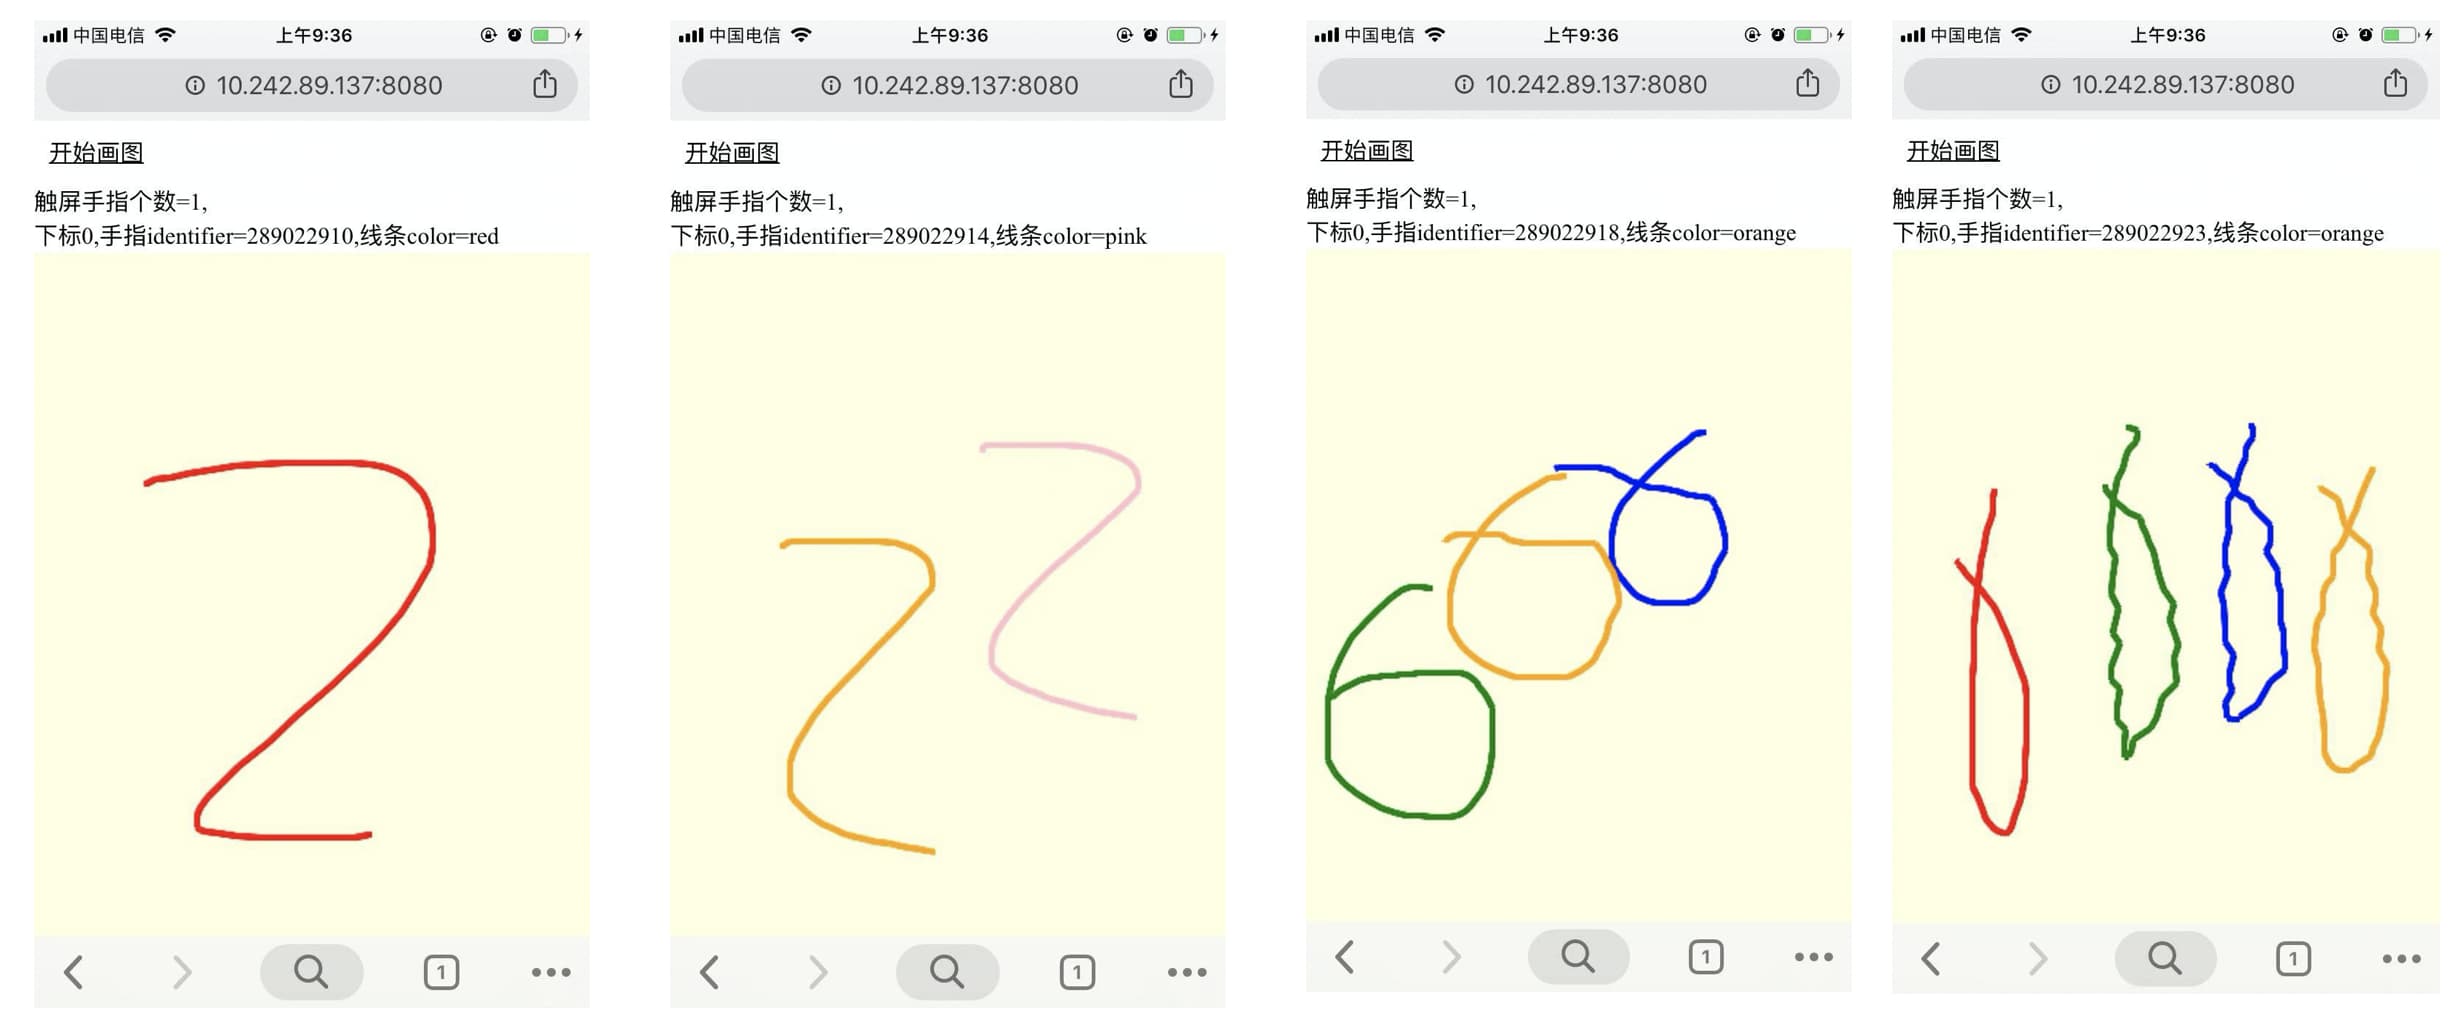 中国电信 上午9:36
10.242.89.137:8080
开始画图
触屏手指个数=1,
下标0,手指identifier=289022910,线条color=red
1
中国电信 上午9:36
10.242.89.137:8080
开始画图
触屏手指个数=1,
下标0,手指identifier=289022914,线条color=pink
1
中国电信 上午9:36
10.242.89.137:8080
开始画图
触屏手指个数=1,
下标0,手指identifier=289022918,线条color=orange
1
中国电信 上午9:36
10.242.89.137:8080
开始画图
触屏手指个数=1,
下标0,手指identifier=289022923,线条color=orange
1